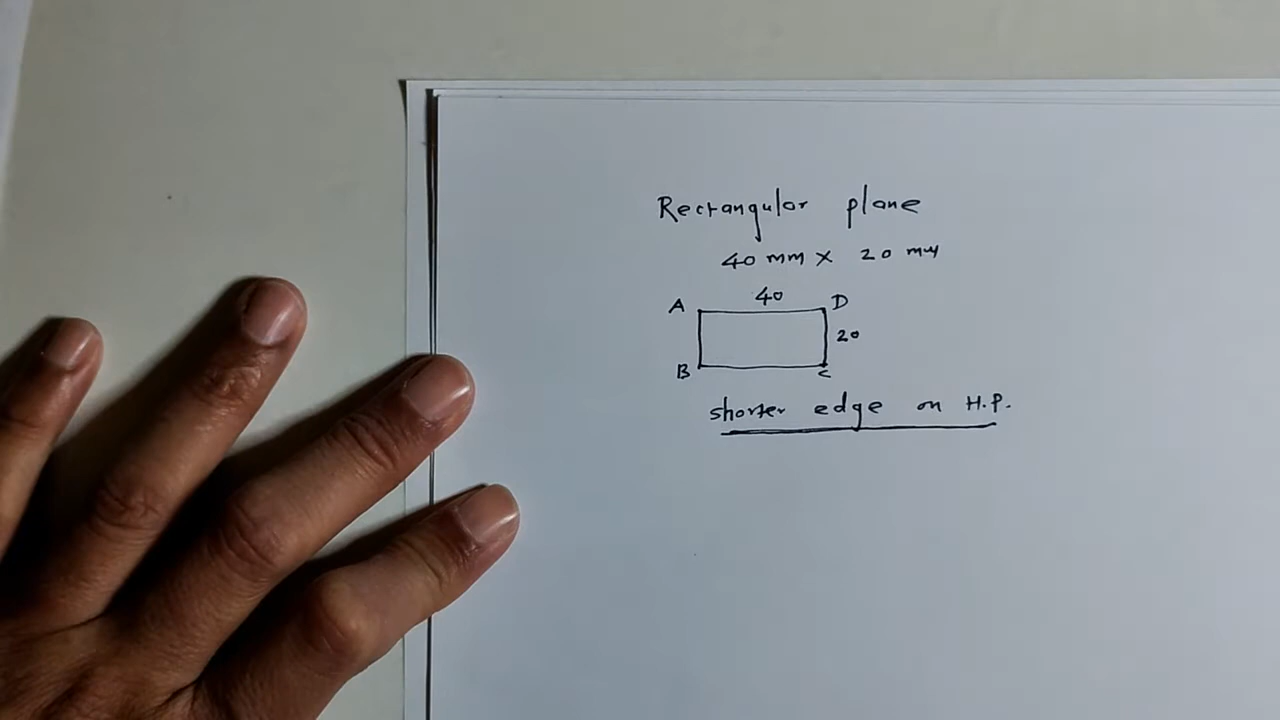 Rectangular plane
40 mm x 20 mm
40
A D
20
B C
shorter edge on H.P.